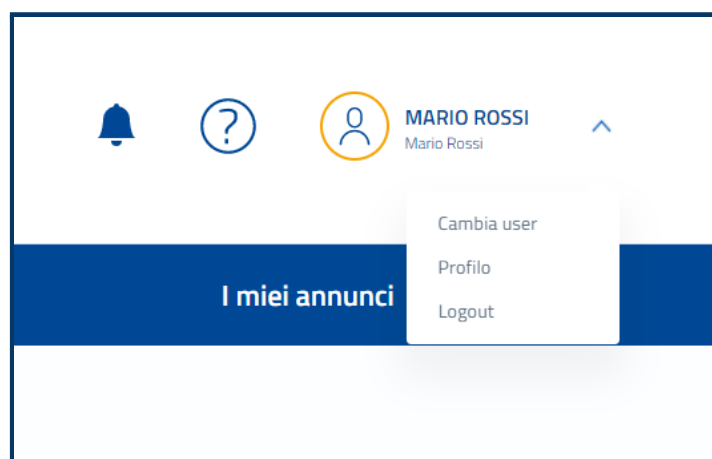 MARIO ROSSI
Mario Rossi
Cambia user
Profilo
I miei annunci
Logout